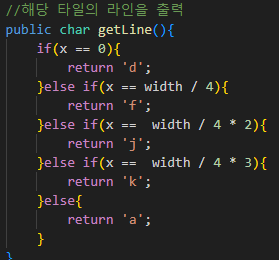 //해당 타일의 라인을 출력
public char getLine(){
    if(x == 0){
        return 'd';
    }else if(x == width / 4){
        return 'f';
    }else if(x ==  width / 4 * 2){
        return 'j';
    }else if(x ==  width / 4 * 3){
        return 'k';
    }else{
        return 'a';
    }
}